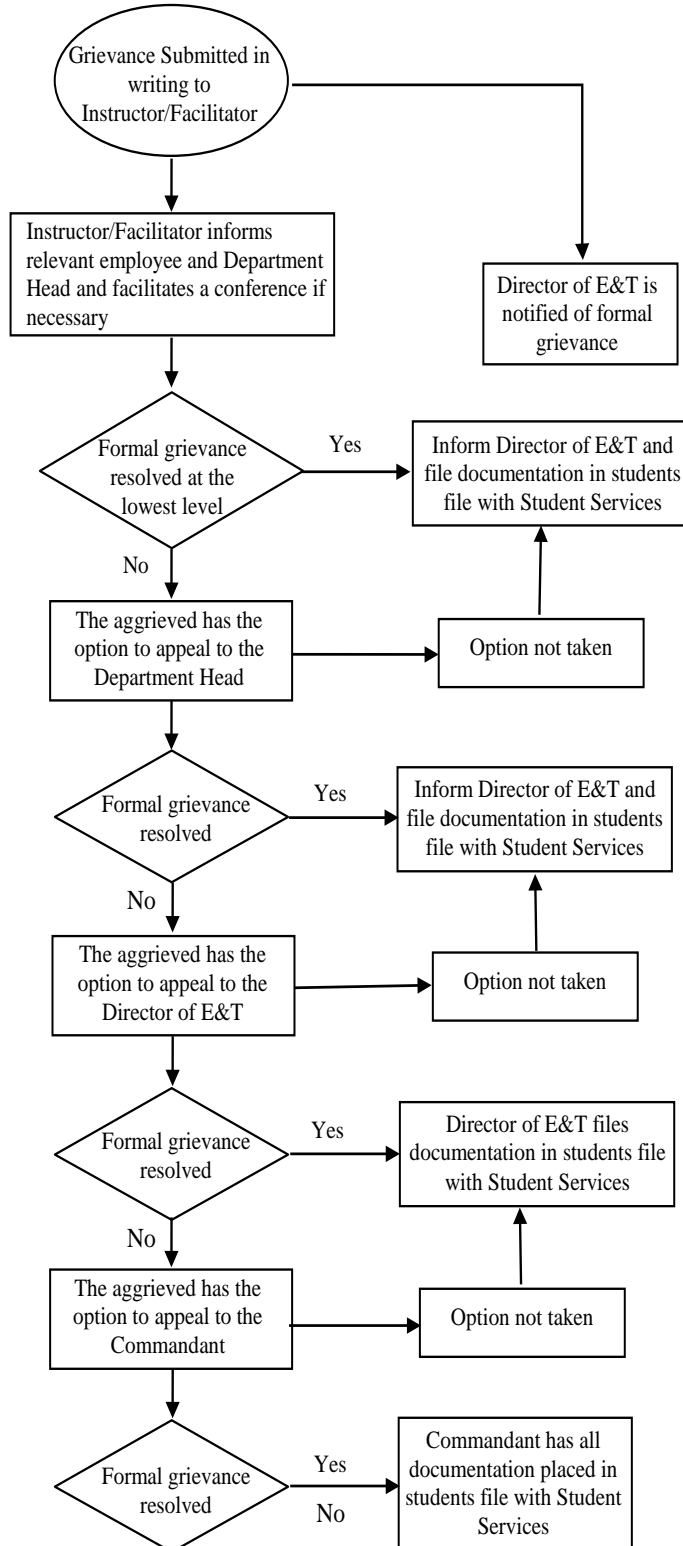 Grievance Submitted in
writing to
Instructor/Facilitator
Instructor/Facilitator informs
relevant employee and Department
Head and facilitates a conference if
necessary
Director of E&T is
notified of formal
grievance
Formal grievance
resolved at the
lowest level
Yes
Inform Director of E&T and
file documentation in students
file with Student Services
No
The aggrieved has the
option to appeal to the
Department Head
Option not taken
Formal grievance
resolved
Yes
Inform Director of E&T and
file documentation in students
file with Student Services
No
The aggrieved has the
option to appeal to the
Director of E&T
Option not taken
Formal grievance
resolved
Yes
Director of E&T files
documentation in students file
with Student Services
No
The aggrieved has the
option to appeal to the
Commandant
Option not taken
Formal grievance
resolved
Yes
No
Commandant has all
documentation placed in
students file with Student
Services